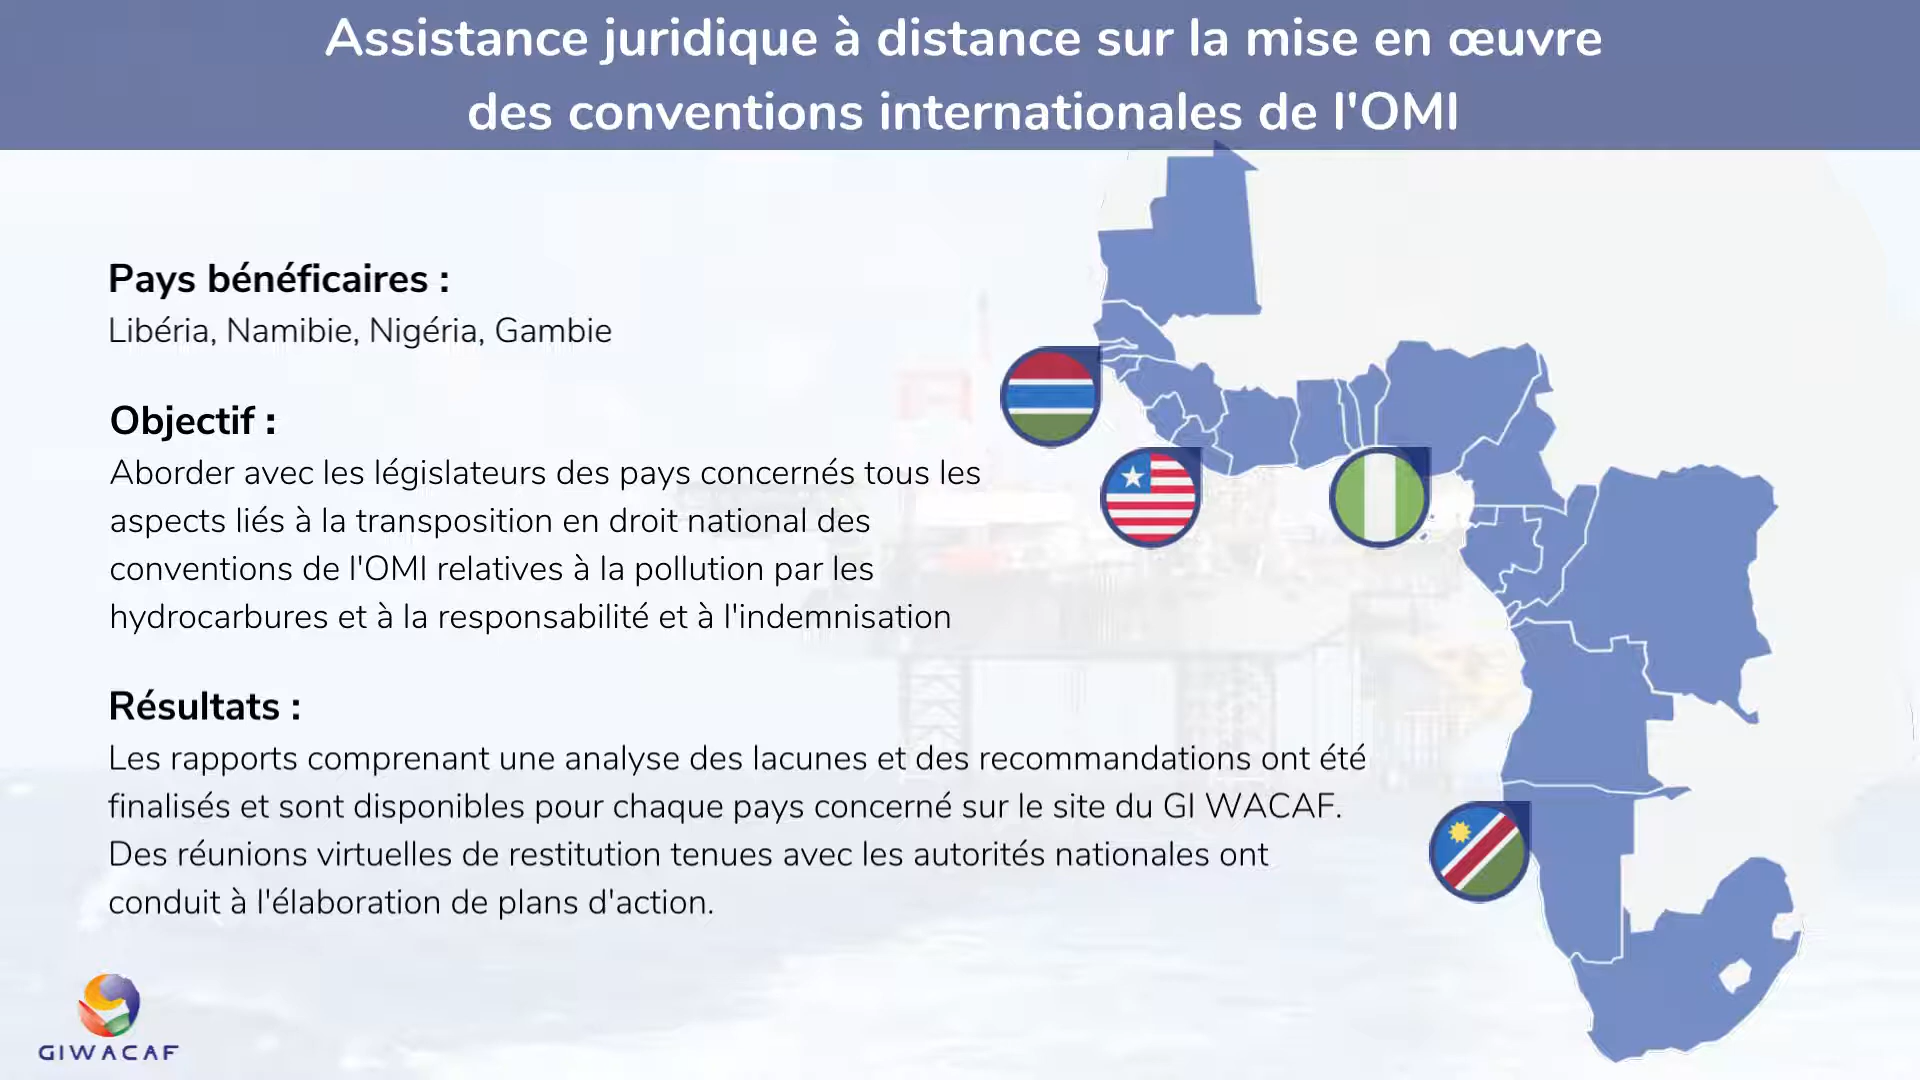 Assistance juridique à distance sur la mise en œuvre
des conventions internationales de l'OMI
Pays bénéficaires :
Libéria, Namibie, Nigéria, Gambie
Objectif :
Aborder avec les législateurs des pays concernés tous les
aspects liés à la transposition en droit national des
conventions de l'OMI relatives à la pollution par les
hydrocarbures et à la responsabilité et à l'indemnisation
Résultats :
Les rapports comprenant une analyse des lacunes et des recommandations ont été
finalisés et sont disponibles pour chaque pays concerné sur le site du GI WACAF.
Des réunions virtuelles de restitution tenues avec les autorités nationales ont
conduit à l'élaboration de plans d'action.
GIWACAF